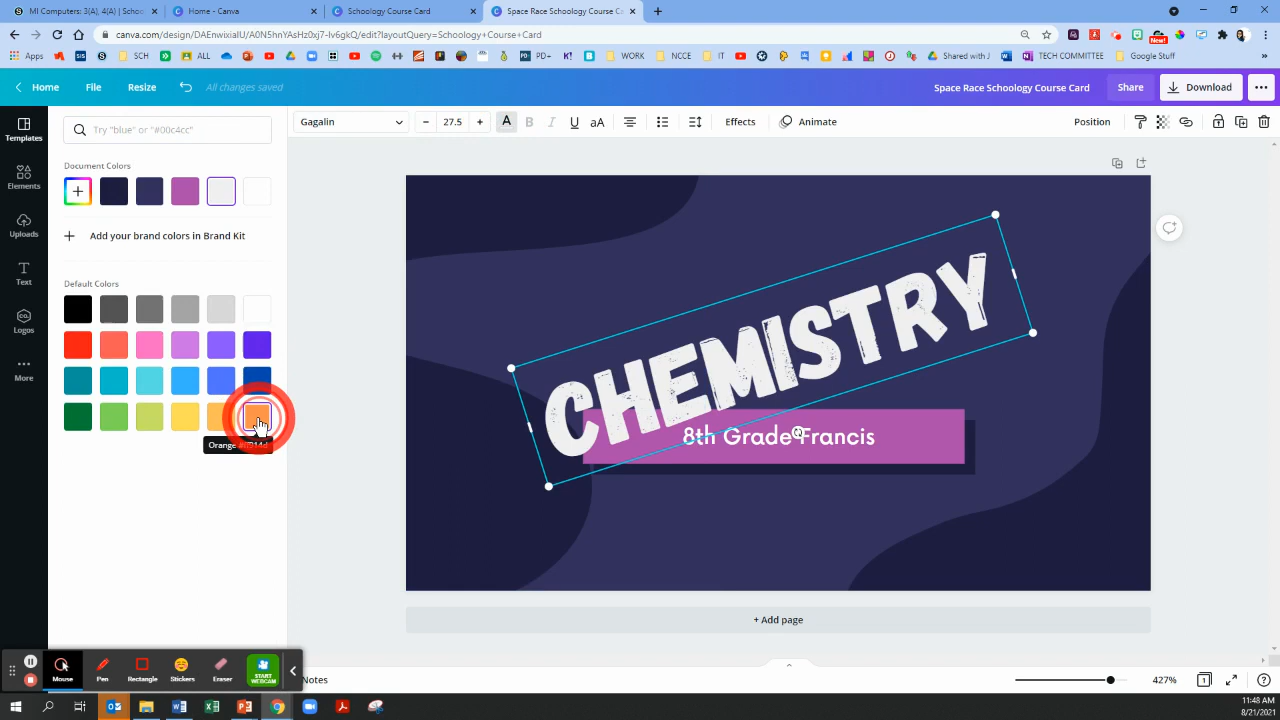 MI Computers: 3(A), 4(A) | Schoo
Home - Canva
Schoology Course Card
Space Race Schoology Course Ca
canva.com/design/DAEnwixialU/A0N5hnYAsHz0xj7-lv6gkQ/edit?layoutQuery=Schoology+Course+Card
Apps
SIS
SCH
ALL
PD+
WORK
NCCE
IT
Shared with J
TECH COMMITTEE
Google Stuff
New!
Home
File
Resize
All changes saved
Space Race Schoology Course Card
Share
Download
Templates
Elements
Uploads
Text
Logos
More
Try "blue" or "#00c4cc"
Document Colors
Add your brand colors in Brand Kit
Default Colors
Orange
Gagalin
27.5
A
B
I
U
aA
Effects
Animate
Position
CHEMISTRY
8th Grade Francis
+ Add page
Mouse
Pen
Rectangle
Stickers
Eraser
START WEBCAM
Notes
427%
1
11:48 AM
8/21/2021